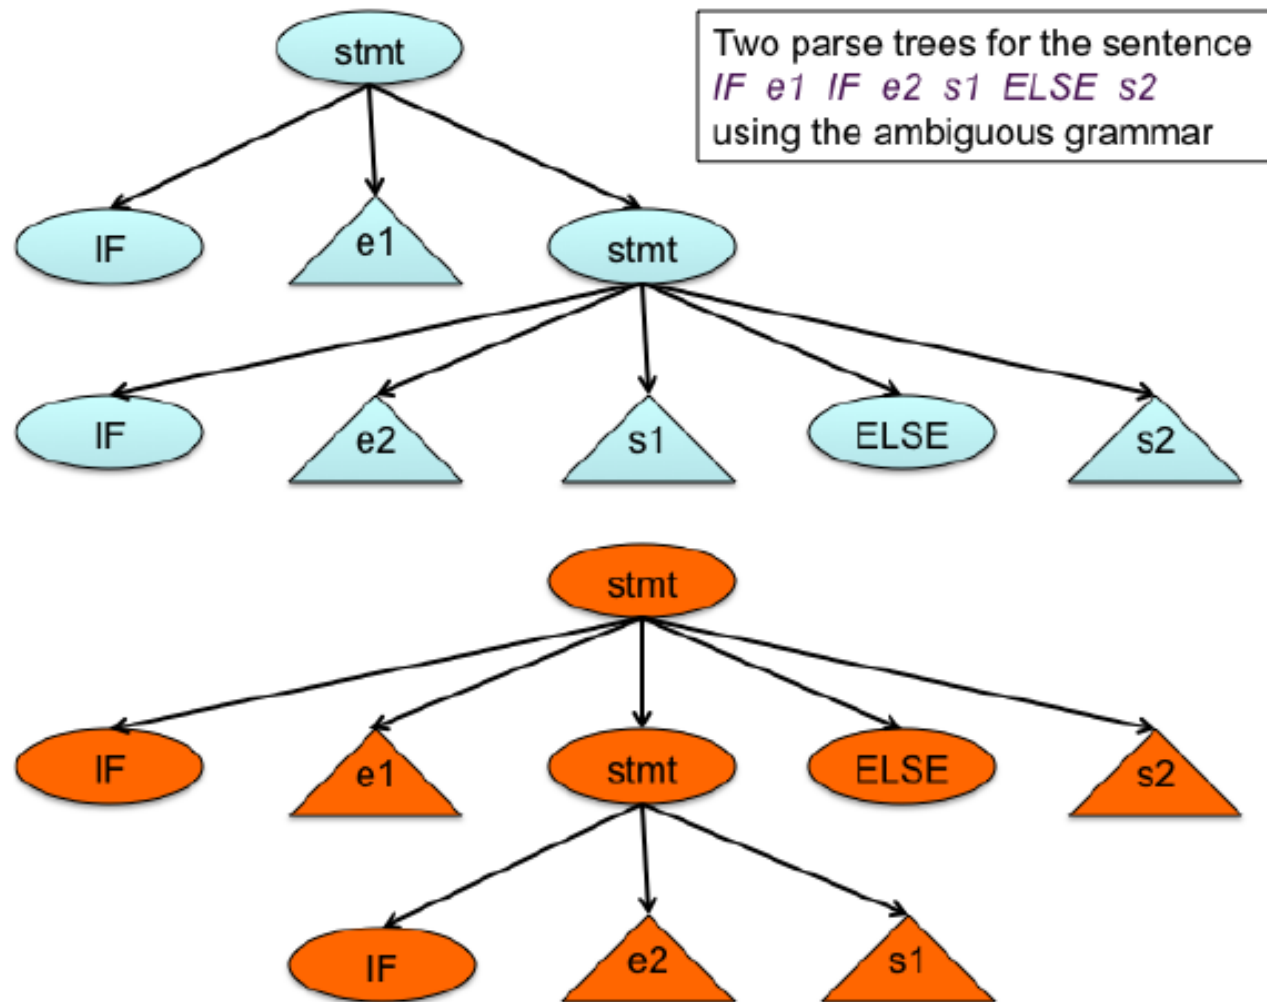 stmt
Two parse trees for the sentence
IF e1 IF e2 s1 ELSE s2
using the ambiguous grammar
IF e1 stmt
IF e2 s1 ELSE s2
stmt
IF e1 stmt ELSE s2
IF e2 s1